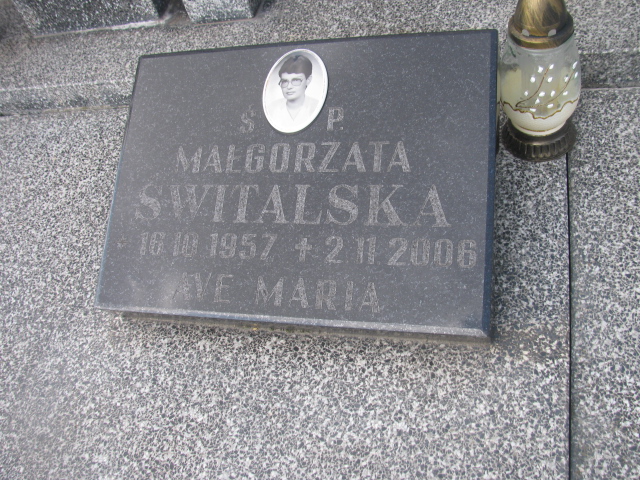 Ś P.
MAŁGORZATA
ŚWITALSKA
* 16 10 1957 + 2 11 2006
AVE MARIA